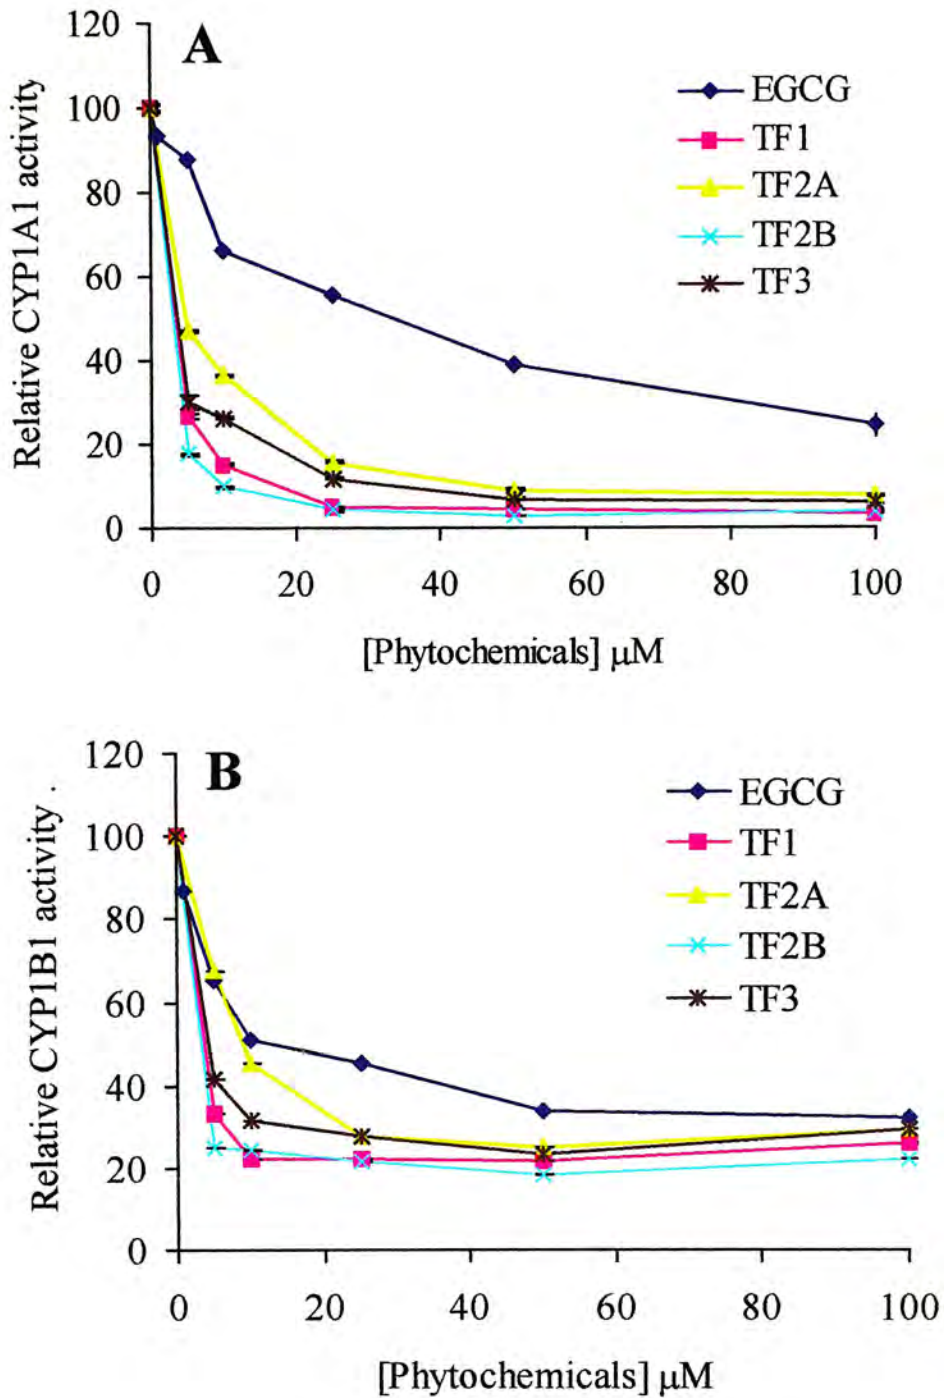 A
Relative CYP1A1 activity
120
100
80
60
40
20
0
0 20 40 60 80 100
[Phytochemicals] μM
EGCG
TF1
TF2A
TF2B
TF3
B
Relative CYP1B1 activity .
120
100
80
60
40
20
0
0 20 40 60 80 100
[Phytochemicals] μM
EGCG
TF1
TF2A
TF2B
TF3